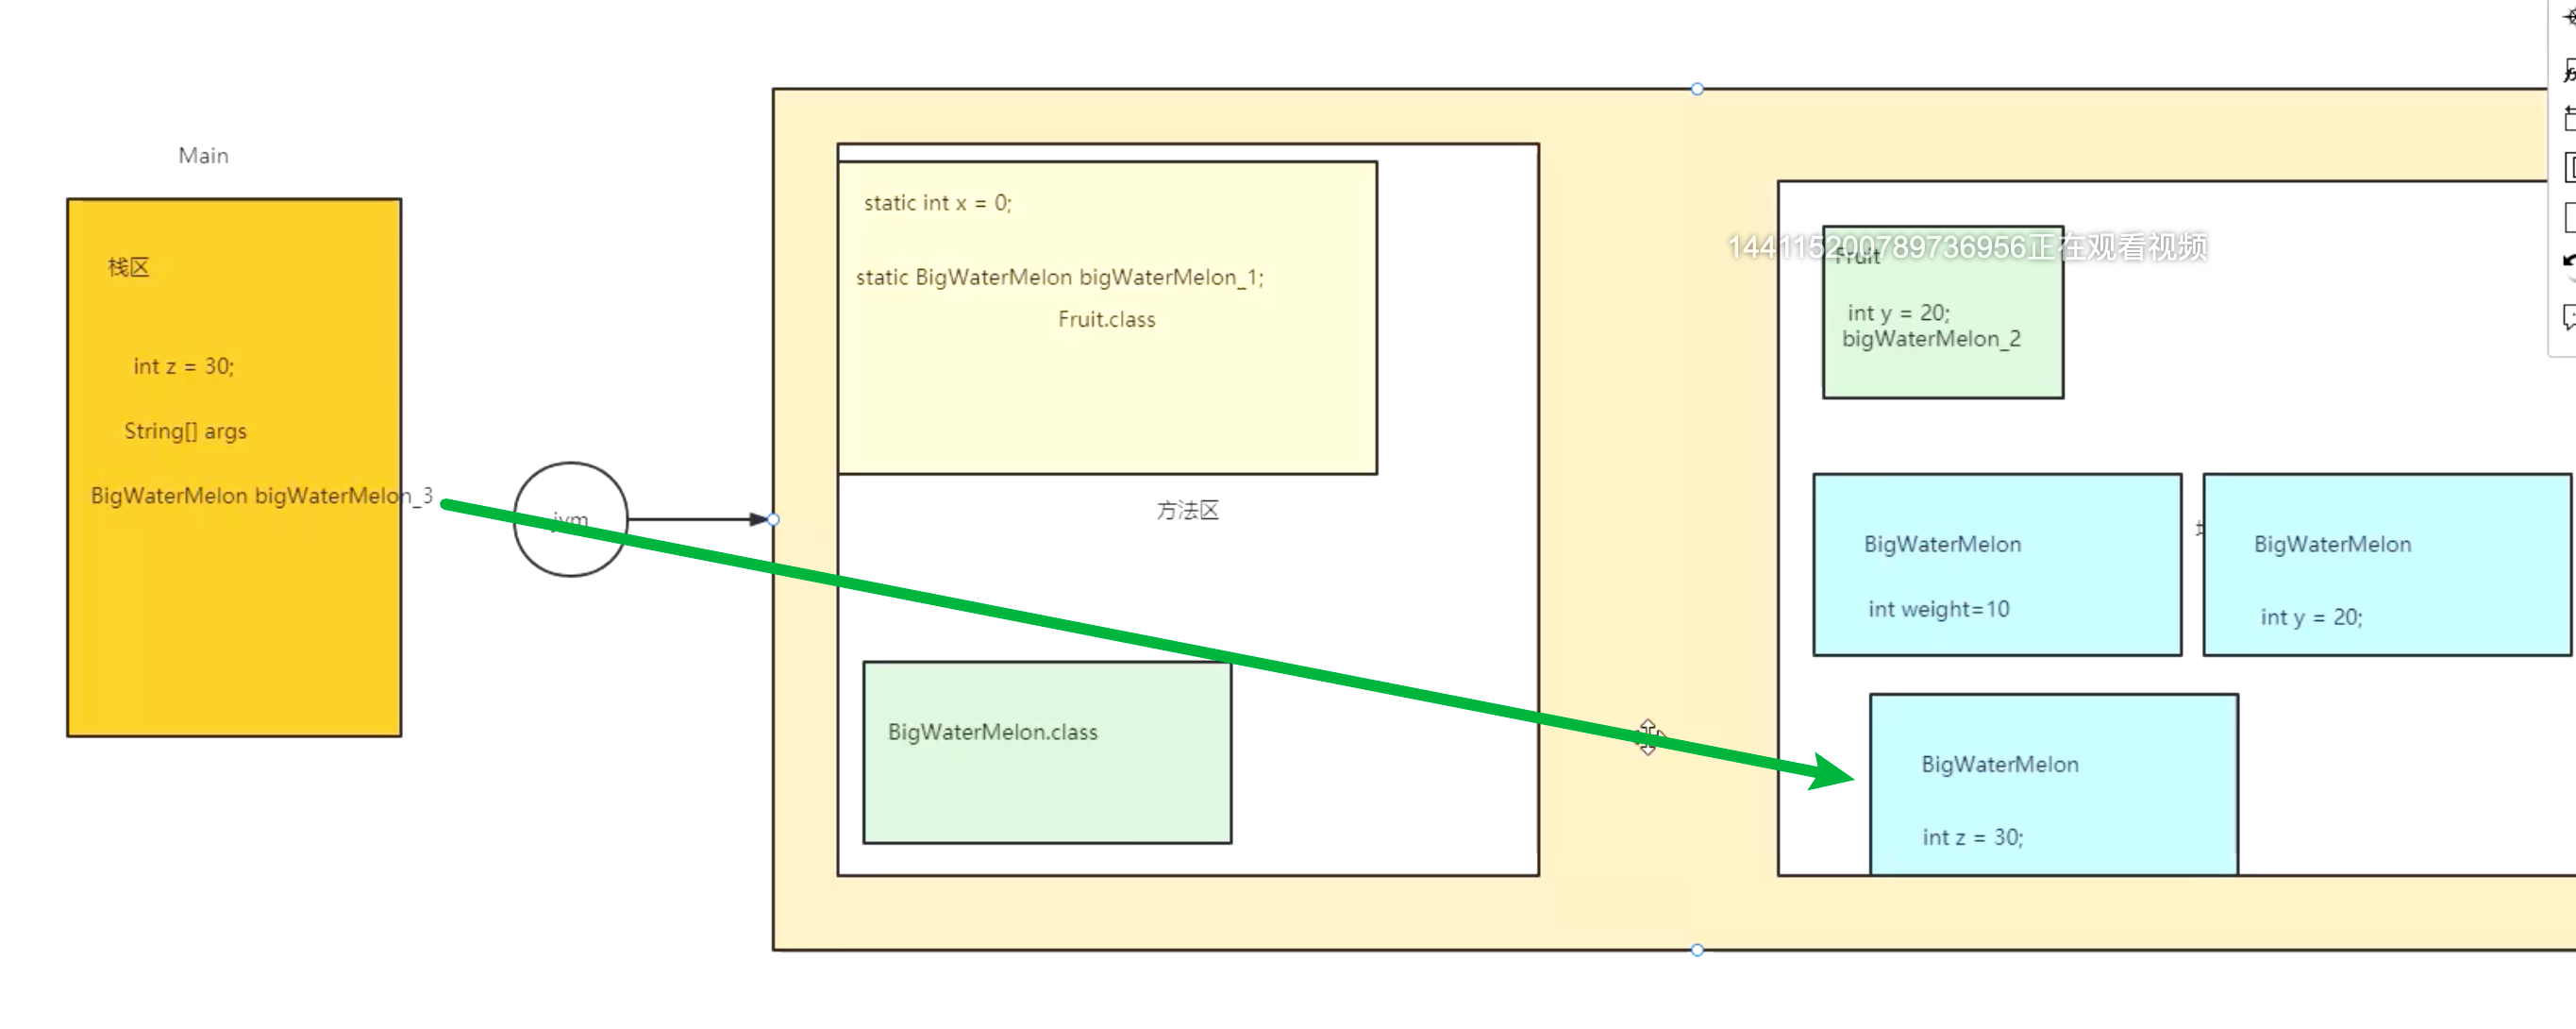 Main
栈区
int z = 30;
String[] args
BigWaterMelon bigWaterMelon_3
jvm
static int x = 0;
static BigWaterMelon bigWaterMelon_1;
Fruit.class
方法区
BigWaterMelon.class
144115200789736956正在观看视频
Fruit
int y = 20;
bigWaterMelon_2
BigWaterMelon
int weight=10
BigWaterMelon
int y = 20;
BigWaterMelon
int z = 30;